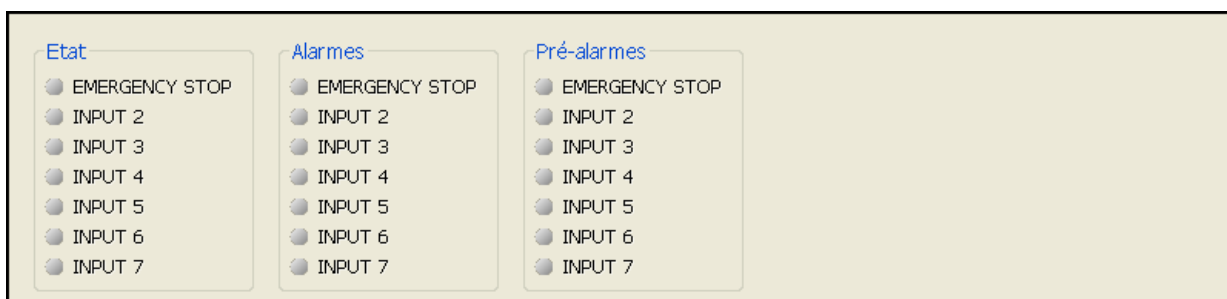 Etat
EMERGENCY STOP
INPUT 2
INPUT 3
INPUT 4
INPUT 5
INPUT 6
INPUT 7
Alarmes
EMERGENCY STOP
INPUT 2
INPUT 3
INPUT 4
INPUT 5
INPUT 6
INPUT 7
Pré-alarmes
EMERGENCY STOP
INPUT 2
INPUT 3
INPUT 4
INPUT 5
INPUT 6
INPUT 7